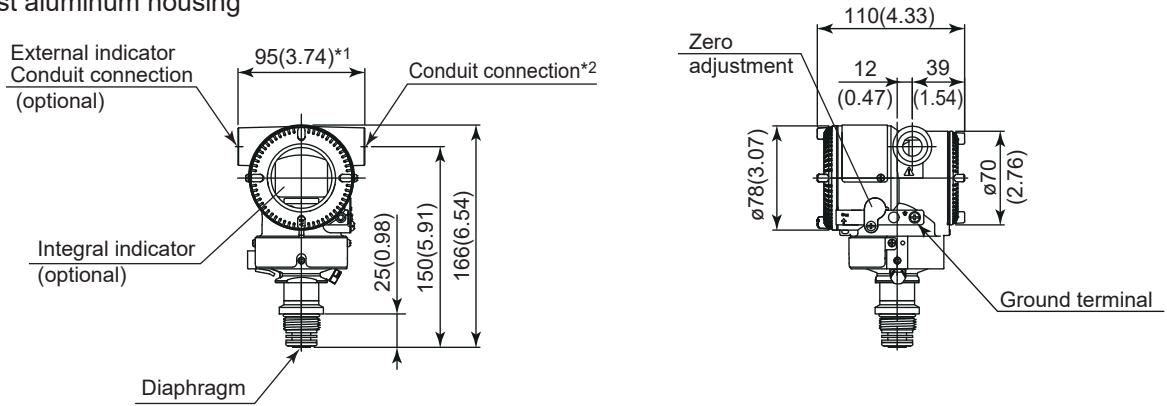 st aluminum housing
External indicator
Conduit connection
(optional)
95(3.74)*1
Conduit connection*2
Integral indicator
(optional)
25(0.98)
150(5.91)
166(6.54)
Diaphragm
110(4.33)
Zero
adjustment
12
(0.47)
39
(1.54)
ø78(3.07)
ø70
(2.76)
Ground terminal